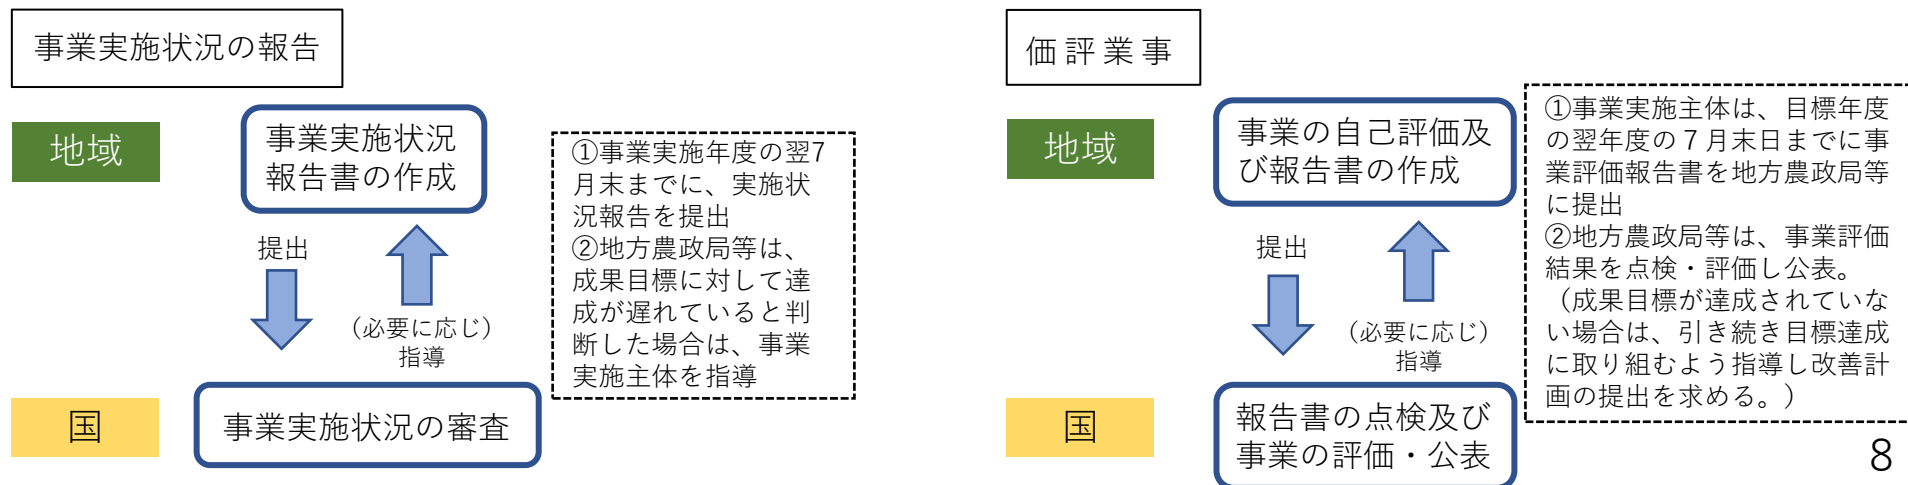 事業実施状況の報告
地域
事業実施状況
報告書の作成
提出
（必要に応じ）
指導
国
事業実施状況の審査
①事業実施年度の翌7
月末までに、実施状
況報告を提出
②地方農政局等は、
成果目標に対して達
成が遅れていると判
断した場合は、事業
実施主体を指導
価評業事
地域
事業の自己評価及
び報告書の作成
提出
（必要に応じ）
指導
国
報告書の点検及び
事業の評価・公表
①事業実施主体は、目標年度
の翌年度の７月末日までに事
業評価報告書を地方農政局等
に提出
②地方農政局等は、事業評価
結果を点検・評価し公表。
（成果目標が達成されていな
い場合は、引き続き目標達成
に取り組むよう指導し改善計
画の提出を求める。）
8